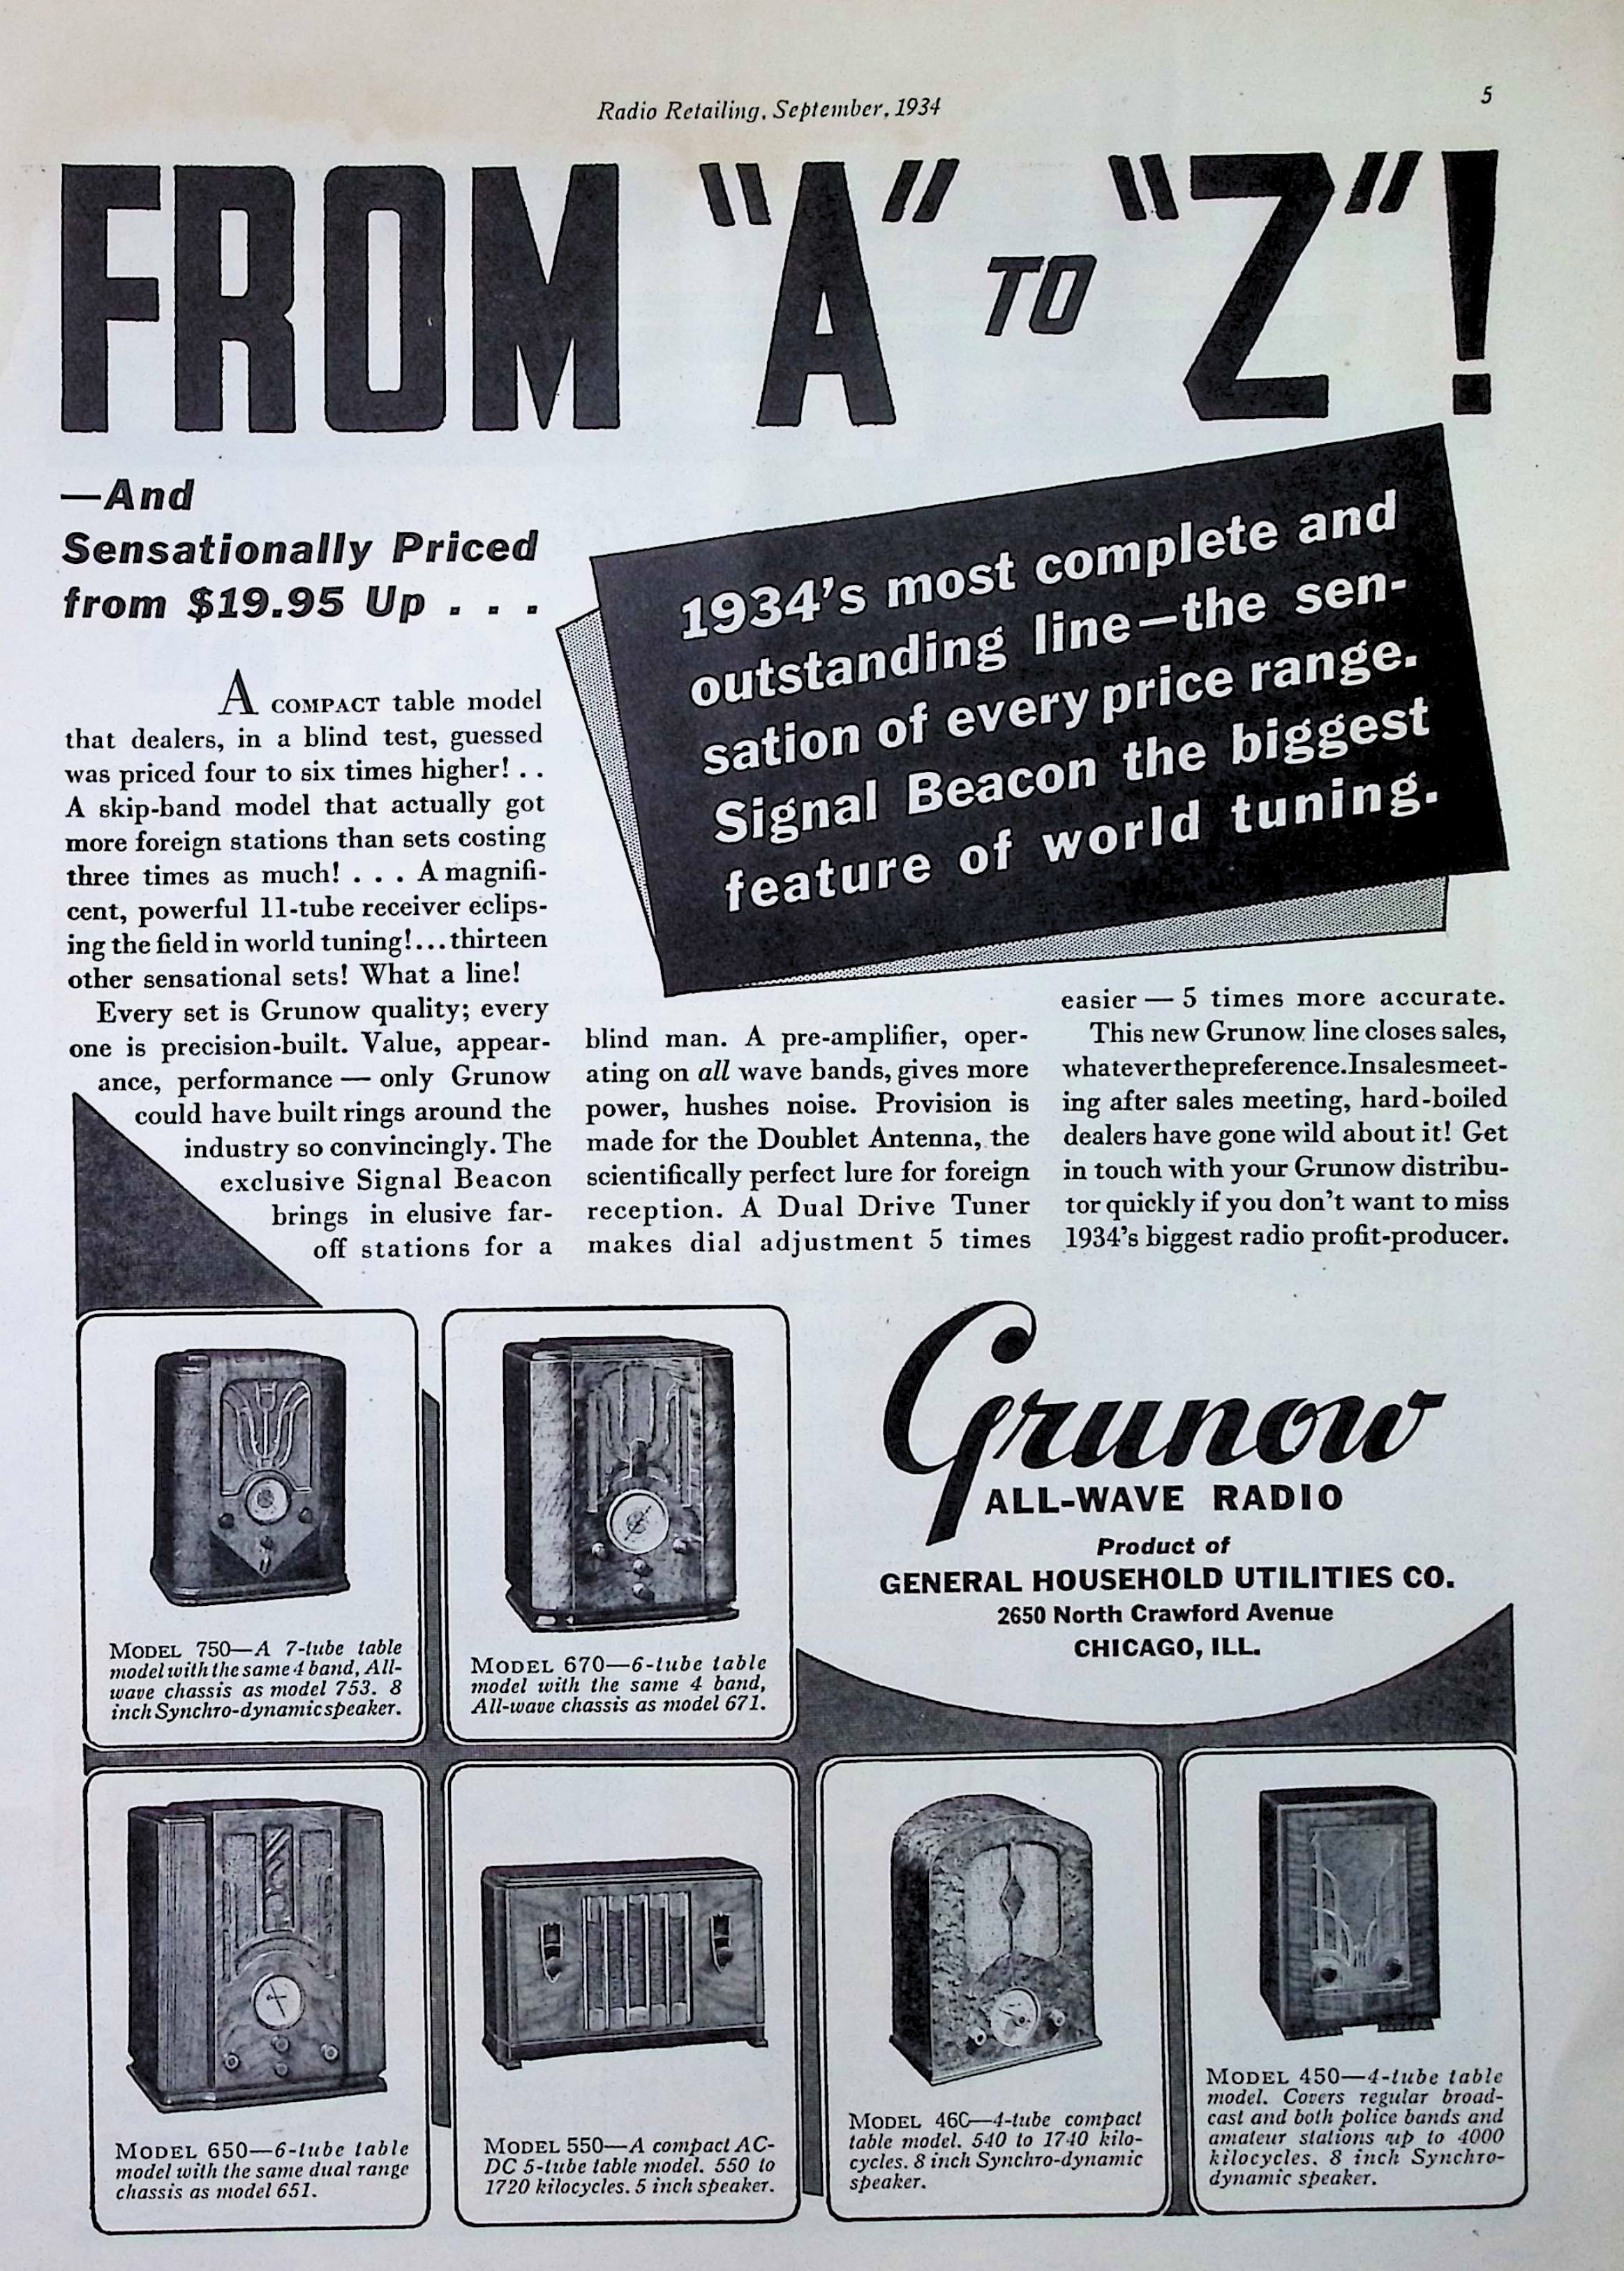 Radio Retailing, September, 1934
5
FROM "A" TO "Z"!
—And
Sensationally Priced
from $19.95 Up . . .
1934's most complete and
outstanding line—the sen-
sation of every price range.
Signal Beacon the biggest
feature of world tuning.
A COMPACT table model
that dealers, in a blind test, guessed
was priced four to six times higher! . .
A skip-band model that actually got
more foreign stations than sets costing
three times as much! . . . A magnifi-
cent, powerful 11-tube receiver eclips-
ing the field in world tuning!...thirteen
other sensational sets! What a line!
Every set is Grunow quality; every
one is precision-built. Value, appear-
ance, performance — only Grunow
could have built rings around the
industry so convincingly. The
exclusive Signal Beacon
brings in elusive far-
off stations for a
blind man. A pre-amplifier, oper-
ating on all wave bands, gives more
power, hushes noise. Provision is
made for the Doublet Antenna, the
scientifically perfect lure for foreign
reception. A Dual Drive Tuner
makes dial adjustment 5 times
easier — 5 times more accurate.
This new Grunow line closes sales,
whateverthepreference.Insalesmeet-
ing after sales meeting, hard-boiled
dealers have gone wild about it! Get
in touch with your Grunow distribu-
tor quickly if you don't want to miss
1934's biggest radio profit-producer.
Grunow
ALL-WAVE RADIO
Product of
GENERAL HOUSEHOLD UTILITIES CO.
2650 North Crawford Avenue
CHICAGO, ILL.
MODEL 750—A 7-tube table
model with the same 4 band, All-
wave chassis as model 753. 8
inch Synchro-dynamic speaker.
MODEL 670—6-tube table
model with the same 4 band,
All-wave chassis as model 671.
MODEL 650—6-tube table
model with the same dual range
chassis as model 651.
MODEL 550—A compact AC-
DC 5-tube table model. 550 to
1720 kilocycles. 5 inch speaker.
MODEL 460—4-tube compact
table model. 540 to 1740 kilo-
cycles. 8 inch Synchro-dynamic
speaker.
MODEL 450—4-tube table
model. Covers regular broad-
cast and both police bands and
amateur stations up to 4000
kilocycles. 8 inch Synchro-
dynamic speaker.